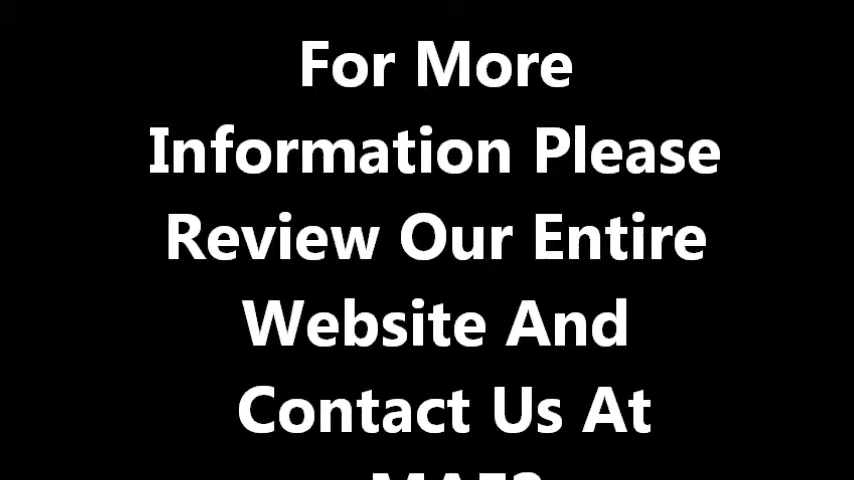 For More
Information Please
Review Our Entire
Website And
Contact Us At